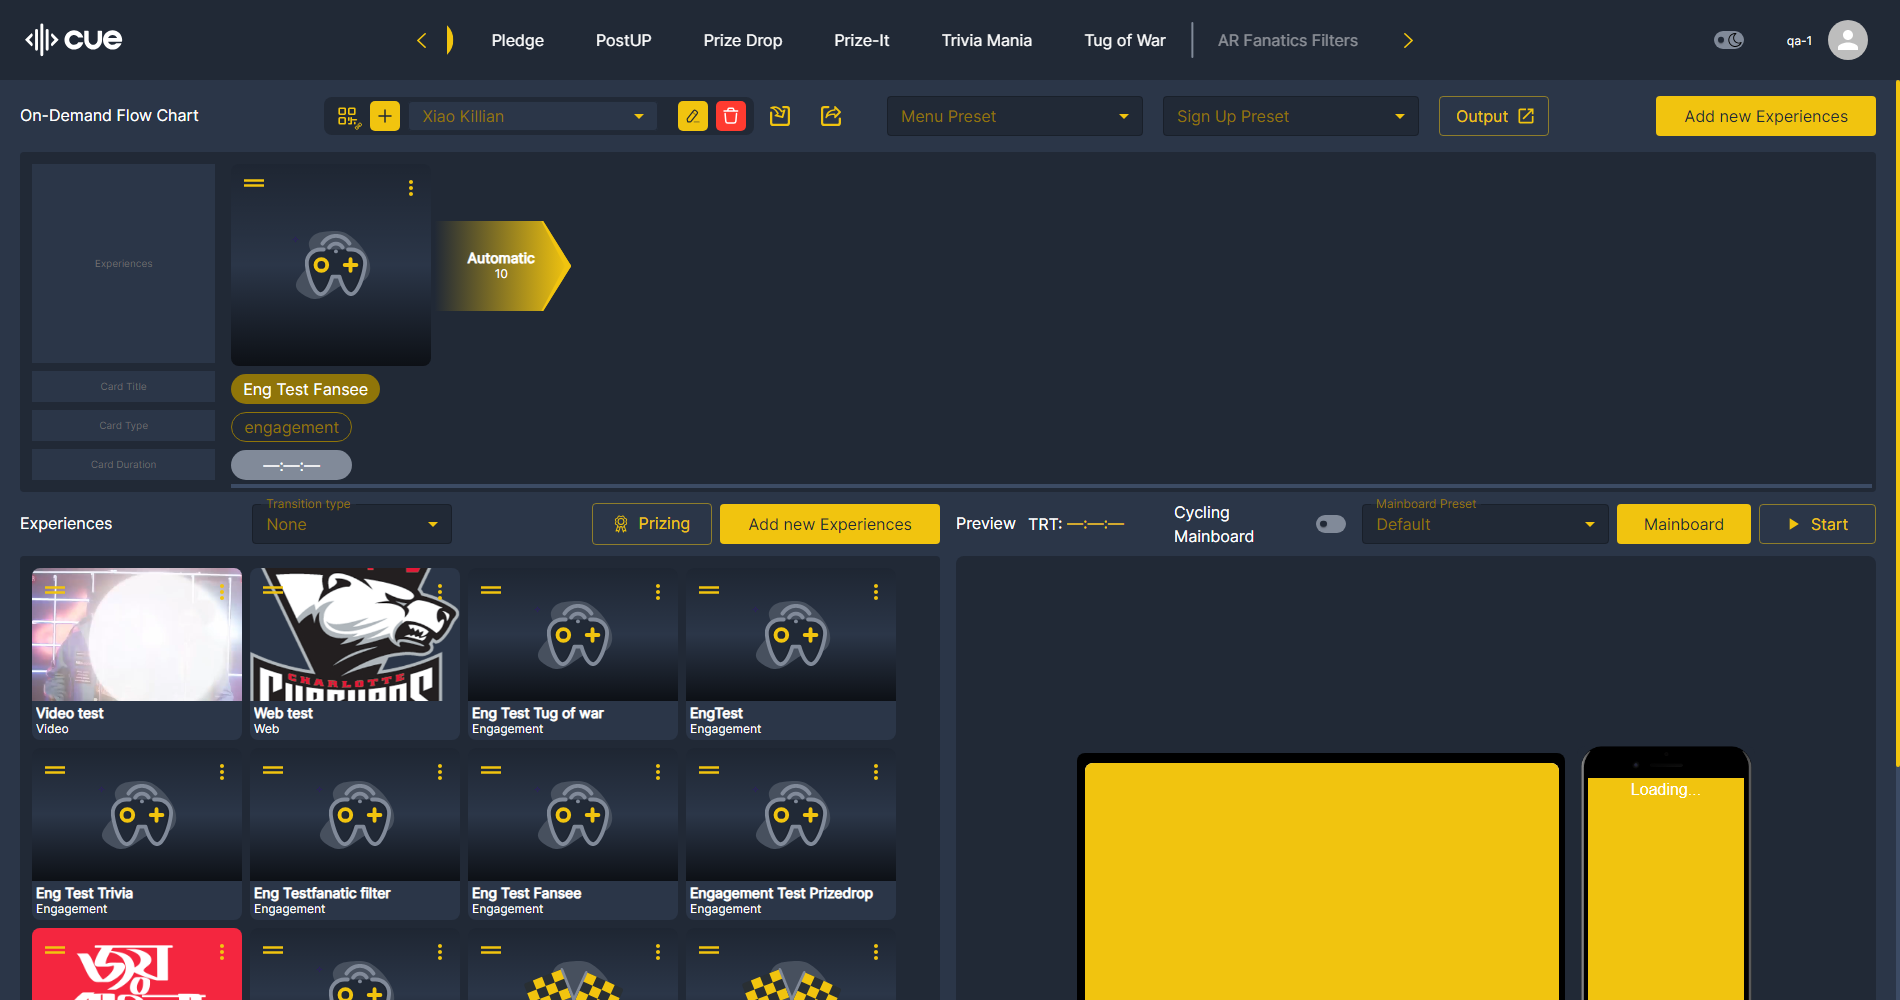 cue
Pledge
PostUP
Prize Drop
Prize-It
Trivia Mania
Tug of War
AR Fanatics Filters
qa-1
On-Demand Flow Chart
Xiao Killian
Menu Preset
Sign Up Preset
Output
Add new Experiences
Experiences
Automatic
10
Card Title
Eng Test Fansee
Card Type
engagement
Card Duration
—:—:—
Experiences
Transition type
None
Prizing
Add new Experiences
Preview
TRT: —:—:—
Cycling
Mainboard
Mainboard Preset
Default
Mainboard
Start
CHARLOTTE
Video test
Video
Web test
Web
Eng Test Tug of war
Engagement
EngTest
Engagement
Loading...
Eng Test Trivia
Engagement
Eng Testfanatic filter
Engagement
Eng Test Fansee
Engagement
Engagement Test Prizedrop
Engagement
জয়